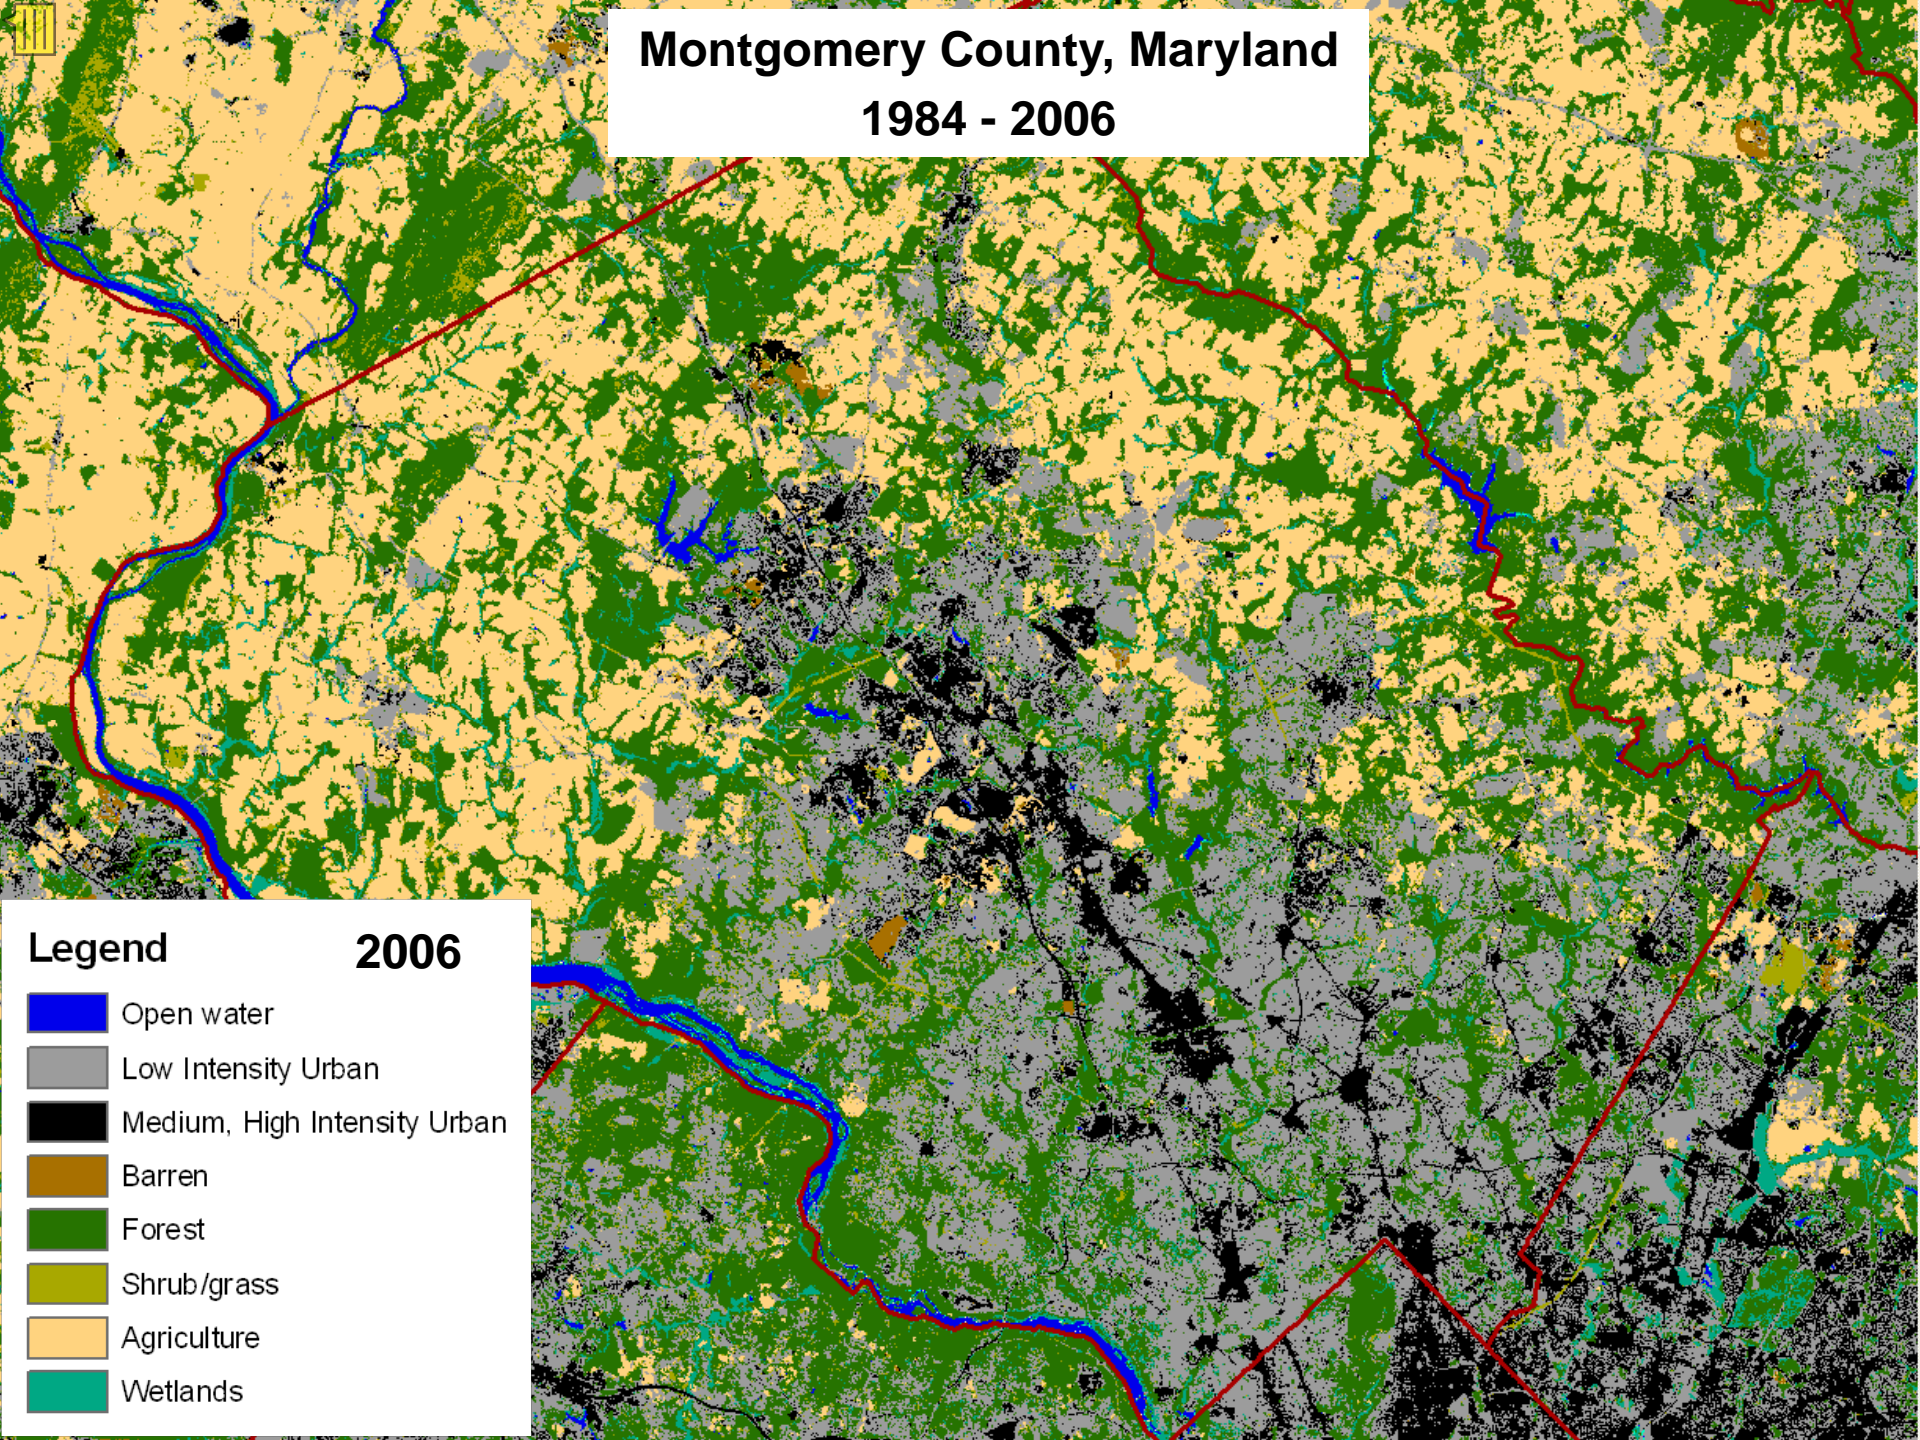 Montgomery County, Maryland
1984 - 2006
Legend 2006
Open water
Low Intensity Urban
Medium, High Intensity Urban
Barren
Forest
Shrub/grass
Agriculture
Wetlands